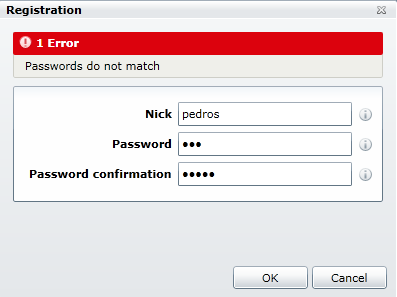 Registration
1 Error
Passwords do not match
Nick pedros
Password •••
Password confirmation •••••
OK Cancel